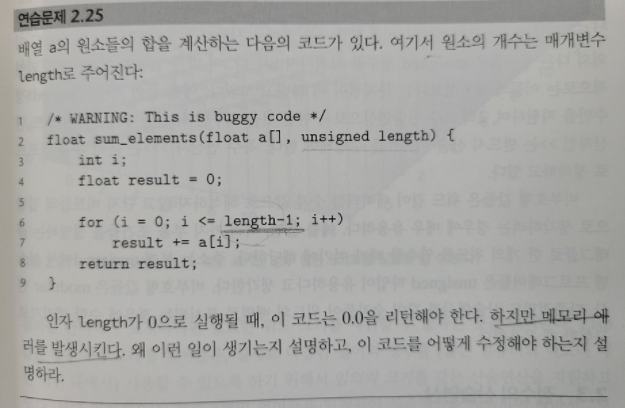 연습문제 2.25
배열 a의 원소들의 합을 계산하는 다음의 코드가 있다. 여기서 원소의 개수는 매개변수
length로 주어진다:
1 /* WARNING: This is buggy code */
2 float sum_elements(float a[], unsigned length) {
3 int i;
4 float result = 0;
5
6 for (i = 0; i <= length-1; i++)
7 result += a[i];
8 return result;
9 }
인자 length가 0으로 실행될 때, 이 코드는 0.0을 리턴해야 한다. 하지만 메모리 에
러를 발생시킨다. 왜 이런 일이 생기는지 설명하고, 이 코드를 어떻게 수정해야 하는지 설
명하라.